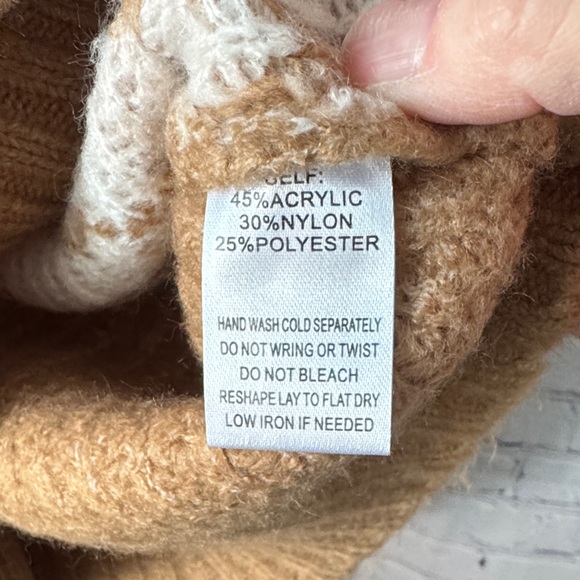 SELF:
45%ACRYLIC
30%NYLON
25%POLYESTER
HAND WASH COLD SEPARATELY
DO NOT WRING OR TWIST
DO NOT BLEACH
RESHAPE LAY TO FLAT DRY
LOW IRON IF NEEDED